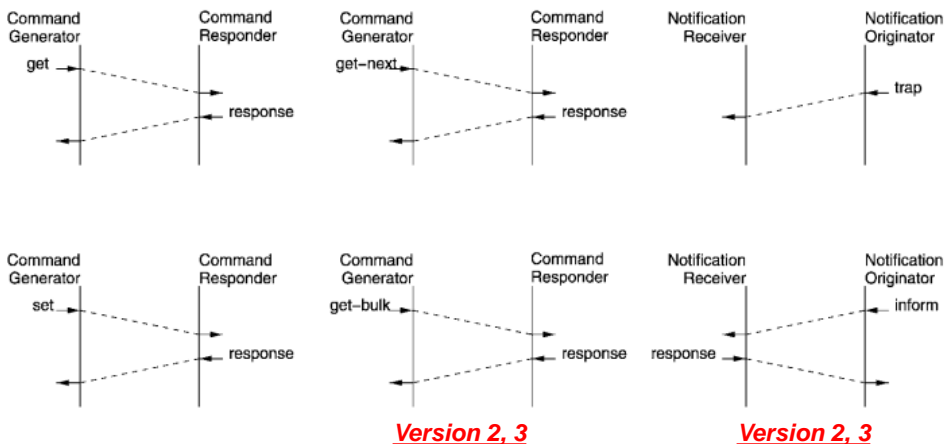 Command
Generator
Command
Responder
get
response
Command
Generator
Command
Responder
get-next
response
Notification
Receiver
Notification
Originator
trap
Command
Generator
Command
Responder
set
response
Command
Generator
Command
Responder
get-bulk
response
Version 2, 3
Notification
Receiver
Notification
Originator
inform
response
Version 2, 3